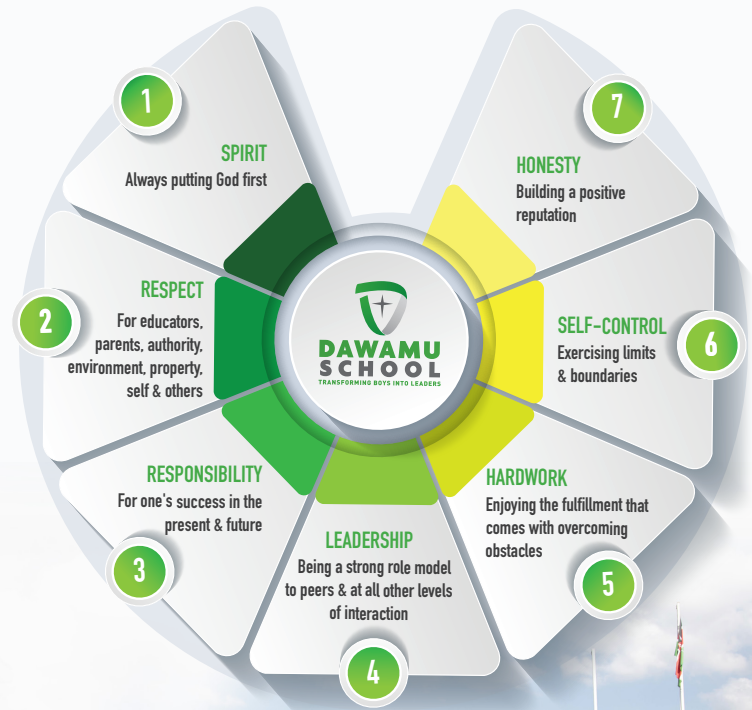 1
SPIRIT
Always putting God first
2
RESPECT
For educators,
parents, authority,
environment, property,
self & others
3
RESPONSIBILITY
For one's success in the
present & future
4
LEADERSHIP
Being a strong role model
to peers & at all other levels
of interaction
5
HARDWORK
Enjoying the fulfillment that
comes with overcoming
obstacles
6
SELF-CONTROL
Exercising limits
& boundaries
7
HONESTY
Building a positive
reputation
DAWAMU
SCHOOL
TRANSFORMING BOYS INTO LEADERS